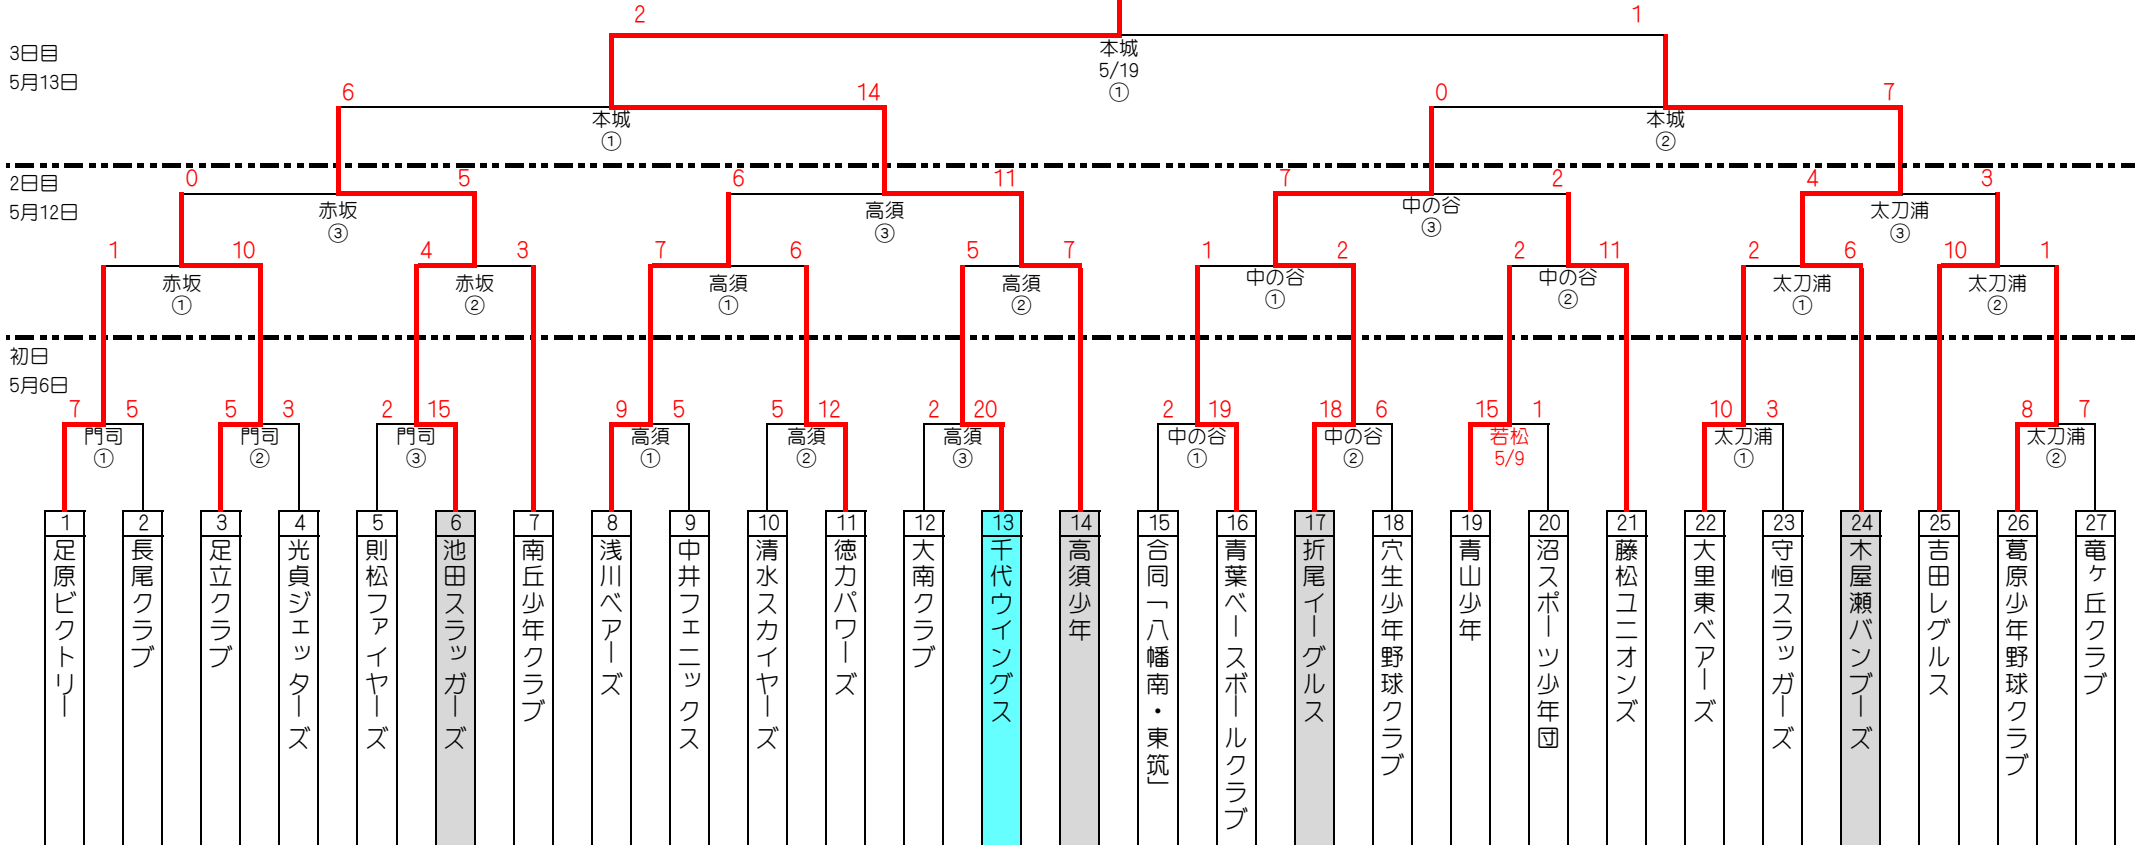 2 1
3日目
5月13日
本城
5/19
①
6 14 0 7
本城
①
本城
②
2日目
5月12日
0 5 6 11 7 2 4 3
赤坂
③
高須
③
中の谷
③
太刀浦
③
1 10 4 3 7 6 5 7 1 2 2 11 2 6 10 1
赤坂
①
赤坂
②
高須
①
高須
②
中の谷
①
中の谷
②
太刀浦
①
太刀浦
②
初日
5月6日
7 5 5 3 2 15 9 5 5 12 2 20 2 19 18 6 15 1 10 3 8 7
門司
①
門司
②
門司
③
高須
①
高須
②
高須
③
中の谷
①
中の谷
②
若松
5/9
太刀浦
①
太刀浦
②
1
足原ビクトリー
2
長尾クラブ
3
足立クラブ
4
光貞ジェッターズ
5
則松ファイヤーズ
6
池田スラッガーズ
7
南丘少年クラブ
8
浅川ベアーズ
9
中井フェニックス
10
清水スカイヤーズ
11
徳力パワーズ
12
大南クラブ
13
千代ウイングス
14
高須少年
15
合同「八幡南・東筑」
16
青葉ベースボールクラブ
17
折尾イーグルス
18
穴生少年野球クラブ
19
青山少年
20
沼スポーツ少年団
21
藤松ユニオンズ
22
大里東ベアーズ
23
守恒スラッガーズ
24
木屋瀬バンブーズ
25
吉田レグルス
26
葛原少年野球クラブ
27
竜ヶ丘クラブ